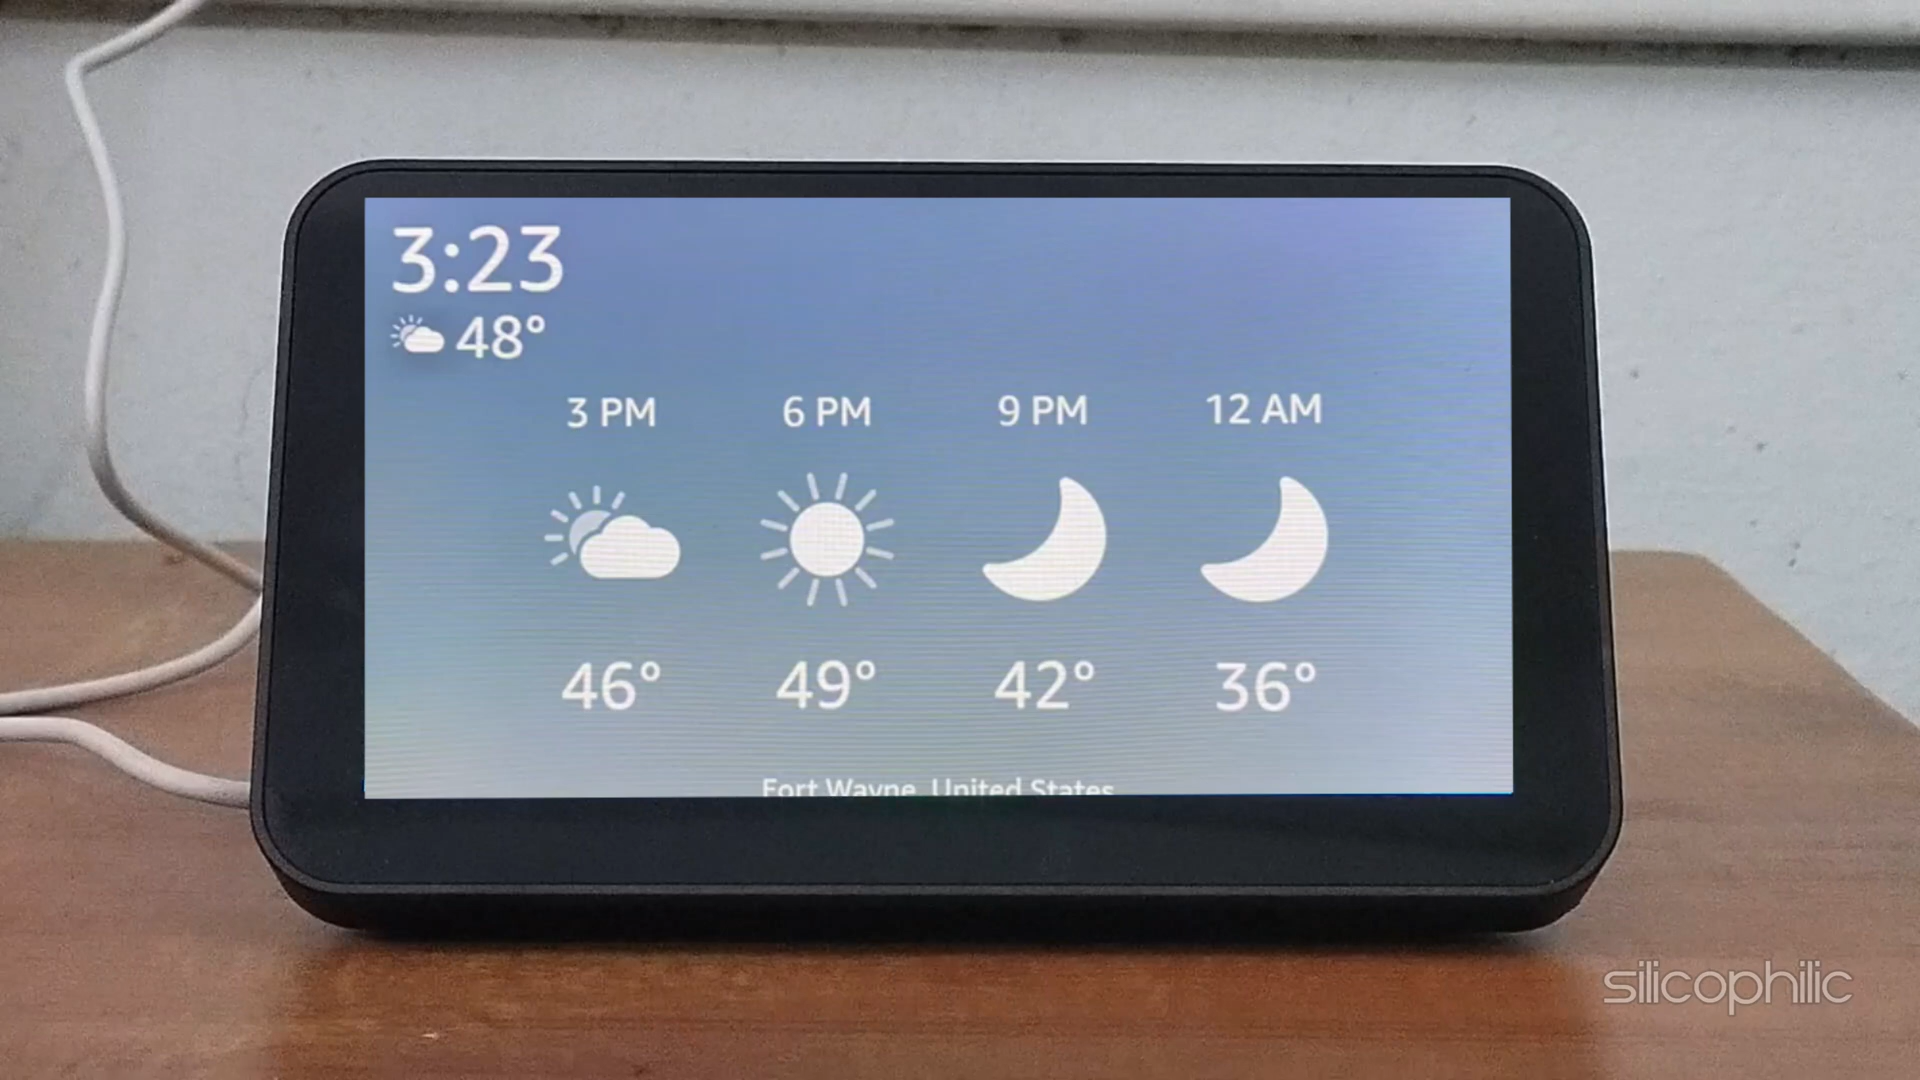 3:23
48°
3 PM 6 PM 9 PM 12 AM
46° 49° 42° 36°
Fort Wayne, United States
silicophilic